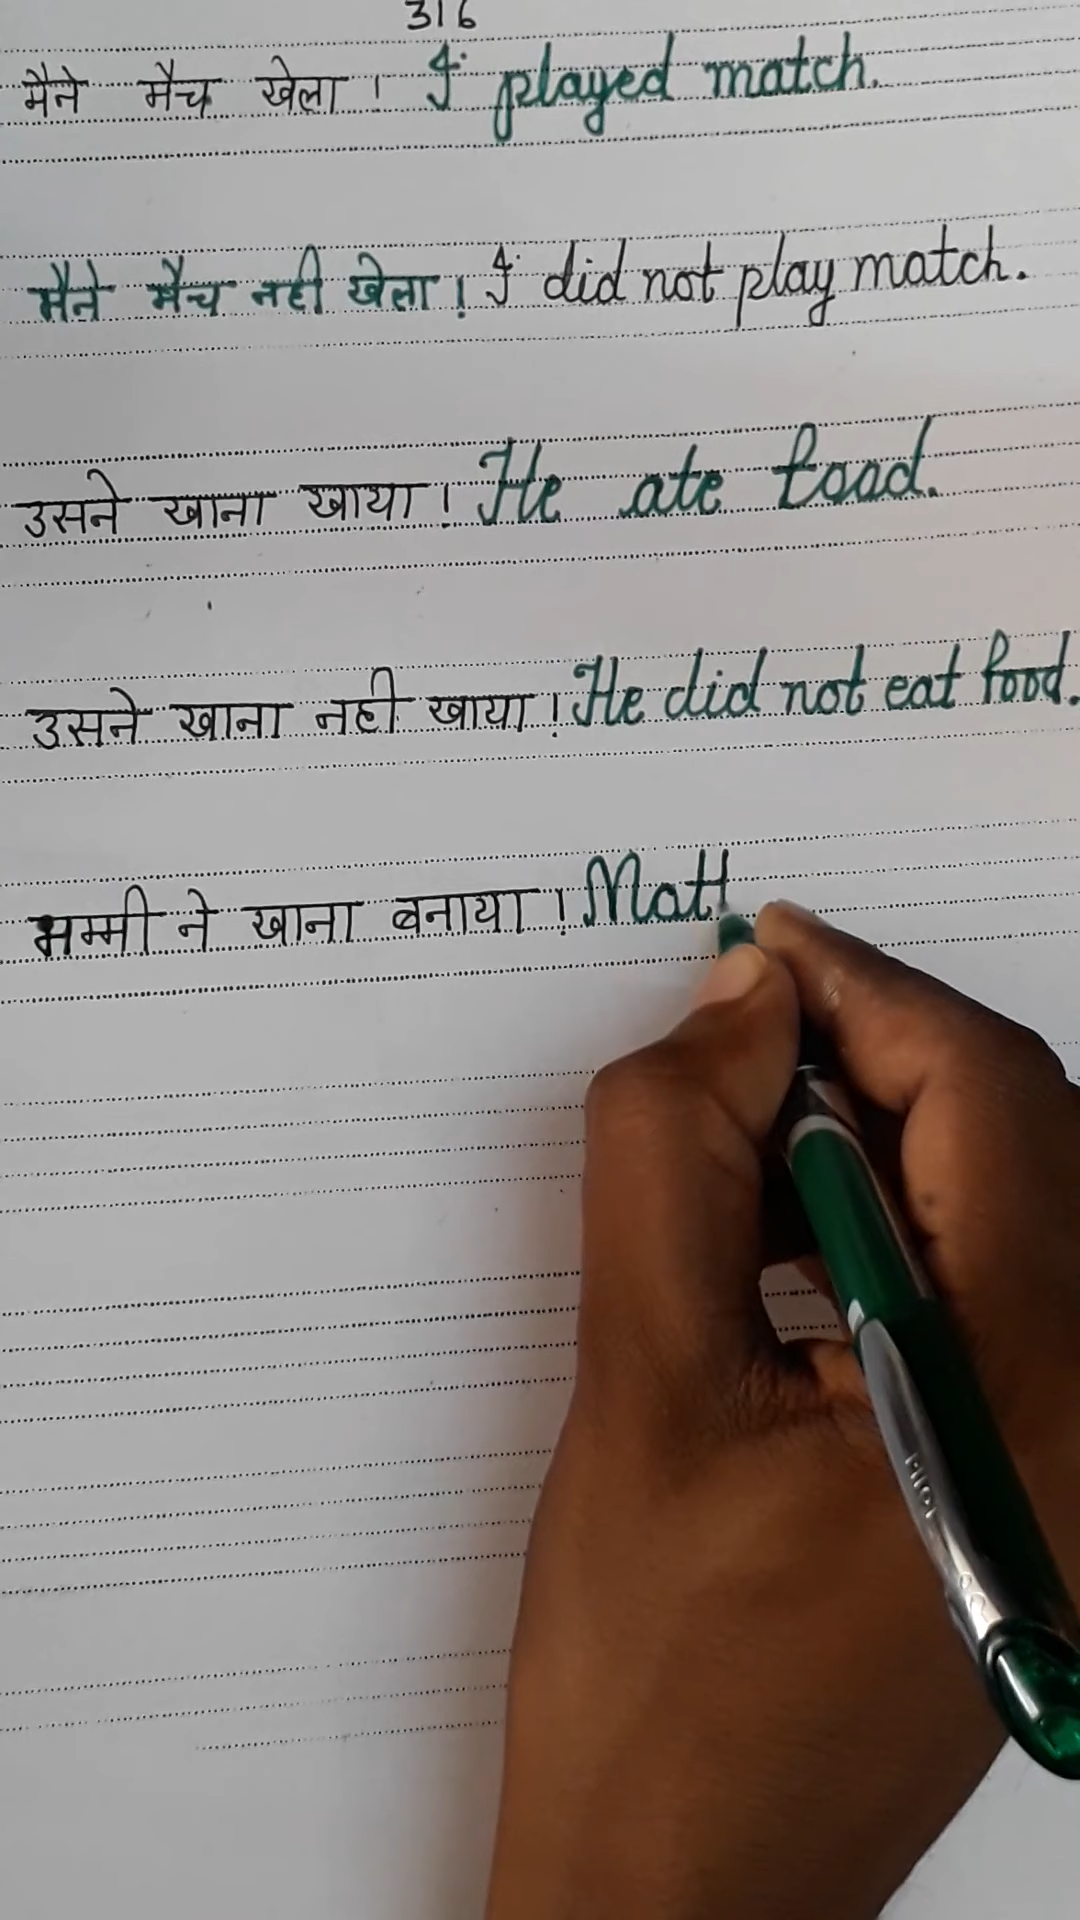 316
मैने मैच खेला । I played match.
मैने मैच नही खेला । I did not play match.
उसने खाना खाया । He ate food.
उसने खाना नही खाया । He did not eat food.
मम्मी ने खाना बनाया । Mot
PILOT